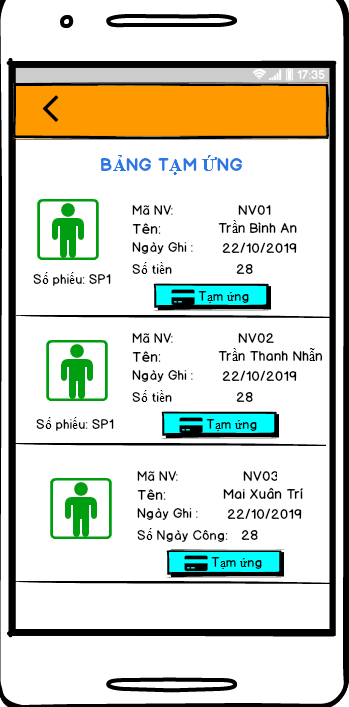 17:35
BẢNG TẠM ỨNG
Mã NV: NV01
Tên: Trần Bình An
Ngày Ghi : 22/10/2019
Số tiền 28
Số phiếu: SP1
Tạm ứng
Mã NV: NV02
Tên: Trần Thanh Nhẫn
Ngày Ghi : 22/10/2019
Số tiền 28
Số phiếu: SP1
Tạm ứng
Mã NV: NV03
Tên: Mai Xuân Trí
Ngày Ghi : 22/10/2019
Số Ngày Công: 28
Tạm ứng